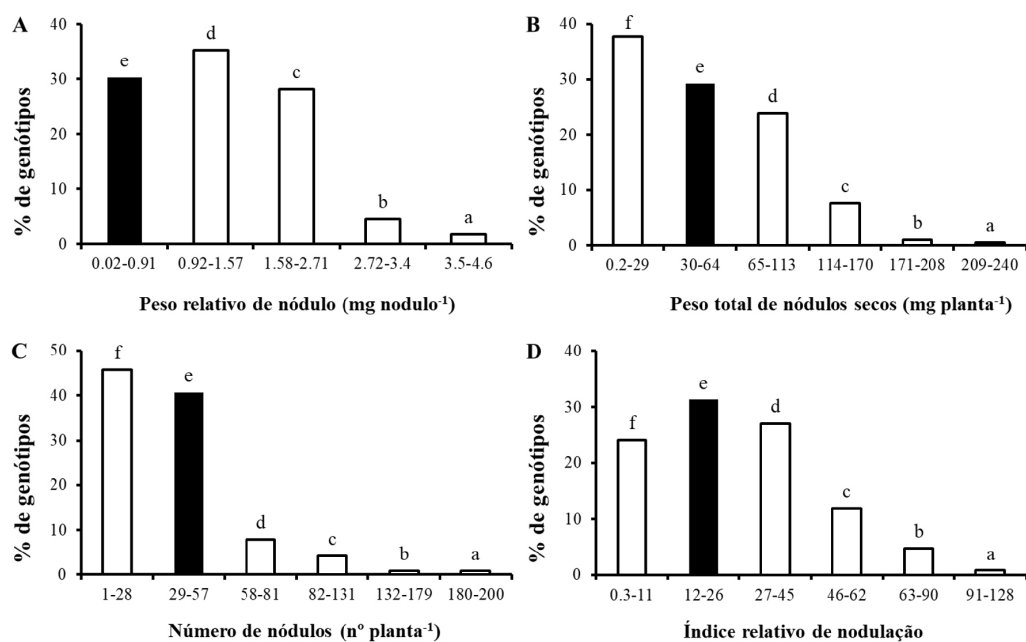 A
% de genótipos
40
30
20
10
0
e
d
c
b
a
0.02-0.91 0.92-1.57 1.58-2.71 2.72-3.4 3.5-4.6
Peso relativo de nódulo (mg nodulo⁻¹)
B
% de genótipos
40
30
20
10
0
f
e
d
c
b
a
0.2-29 30-64 65-113 114-170 171-208 209-240
Peso total de nódulos secos (mg planta⁻¹)
C
% de genótipos
50
40
30
20
10
0
f
e
d
c
b
a
1-28 29-57 58-81 82-131 132-179 180-200
Número de nódulos (nº planta⁻¹)
D
% de genótipos
40
30
20
10
0
f
e
d
c
b
a
0.3-11 12-26 27-45 46-62 63-90 91-128
Índice relativo de nodulação